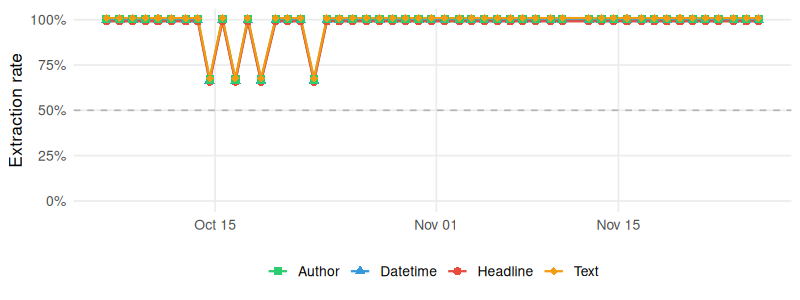 100%
75%
50%
25%
0%
Extraction rate
Oct 15 Nov 01 Nov 15
Author Datetime Headline Text